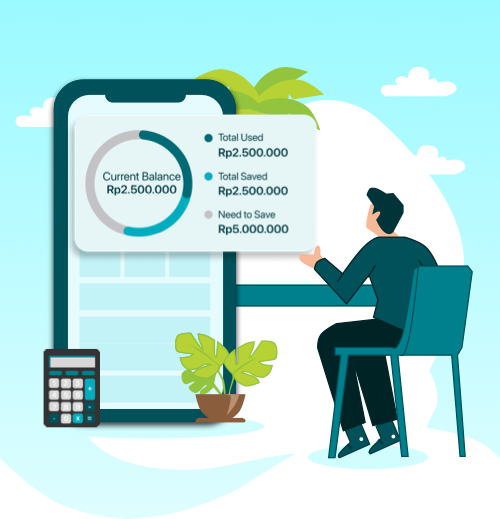 Current Balance
Rp2.500.000
Total Used
Rp2.500.000
Total Saved
Rp2.500.000
Need to Save
Rp5.000.000